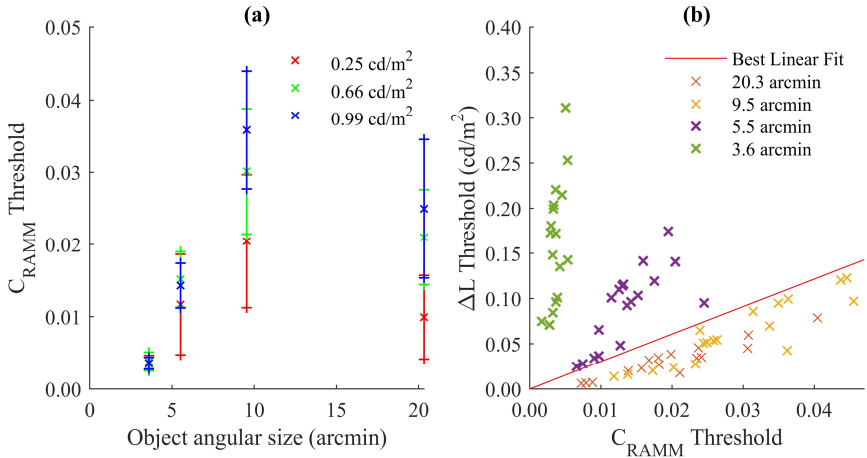 (a)
0.05
0.04
0.03
0.02
0.01
0.00
C_RAMM Threshold
0.25 cd/m²
0.66 cd/m²
0.99 cd/m²
0 5 10 15 20
Object angular size (arcmin)
(b)
0.40
0.35
0.30
0.25
0.20
0.15
0.10
0.05
0.00
ΔL Threshold (cd/m²)
Best Linear Fit
20.3 arcmin
9.5 arcmin
5.5 arcmin
3.6 arcmin
0.00 0.01 0.02 0.03 0.04
C_RAMM Threshold